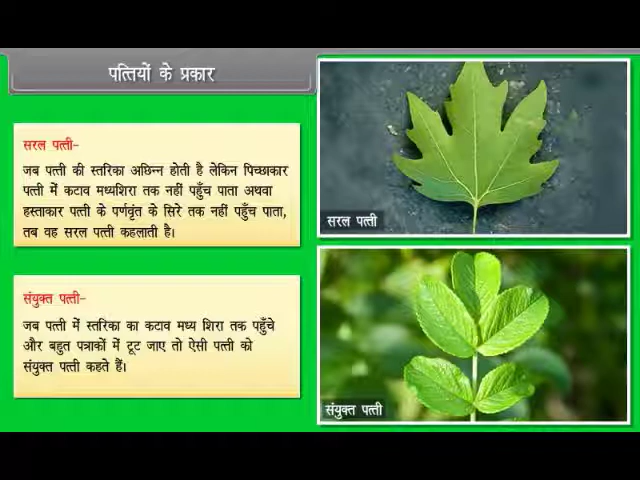 पत्तियों के प्रकार
सरल पत्ती-
जब पत्ती की स्तरिका अछिन्न होती है लेकिन पिच्छाकार
पत्ती में कटाव मध्यशिरा तक नहीं पहुँच पाता अथवा
हस्ताकार पत्ती के पर्णवृंत के सिरे तक नहीं पहुँच पाता,
तब वह सरल पत्ती कहलाती है।
सरल पत्ती
संयुक्त पत्ती-
जब पत्ती में स्तरिका का कटाव मध्य शिरा तक पहुँचे
और बहुत पत्राकों में टूट जाए तो ऐसी पत्ती को
संयुक्त पत्ती कहते हैं।
संयुक्त पत्ती